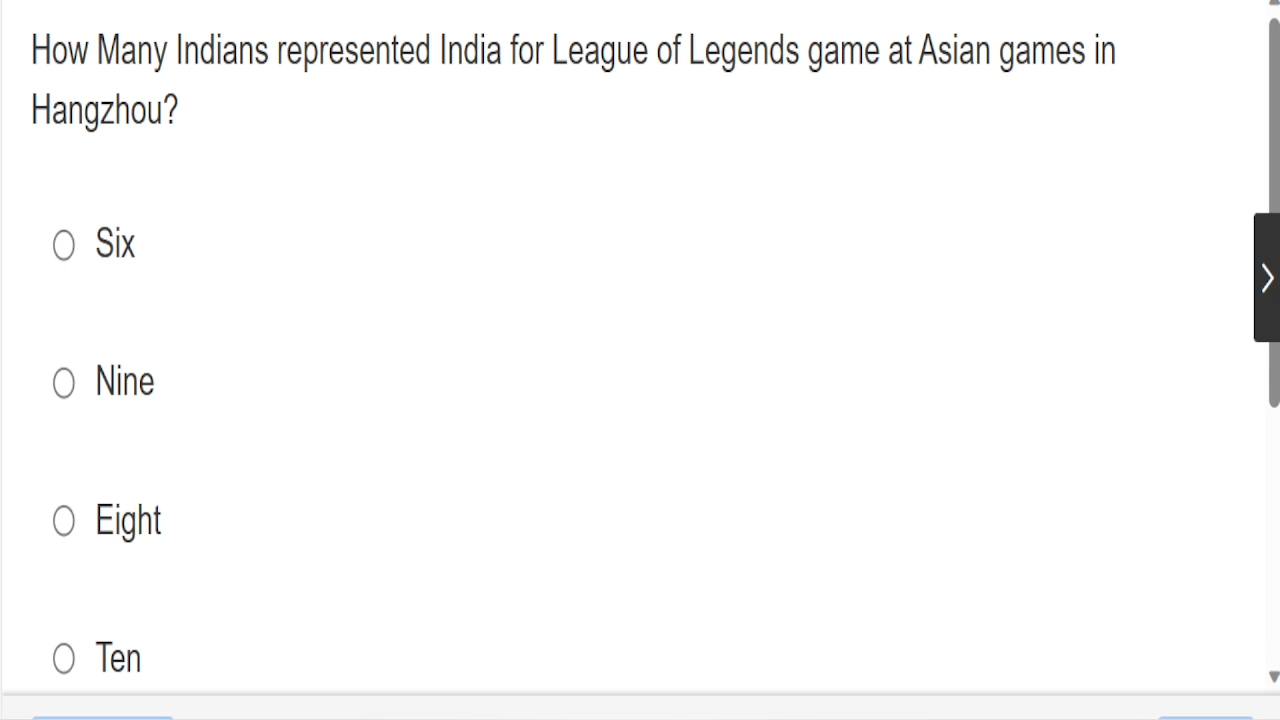 How Many Indians represented India for League of Legends game at Asian games in
Hangzhou?
Six
Nine
Eight
Ten